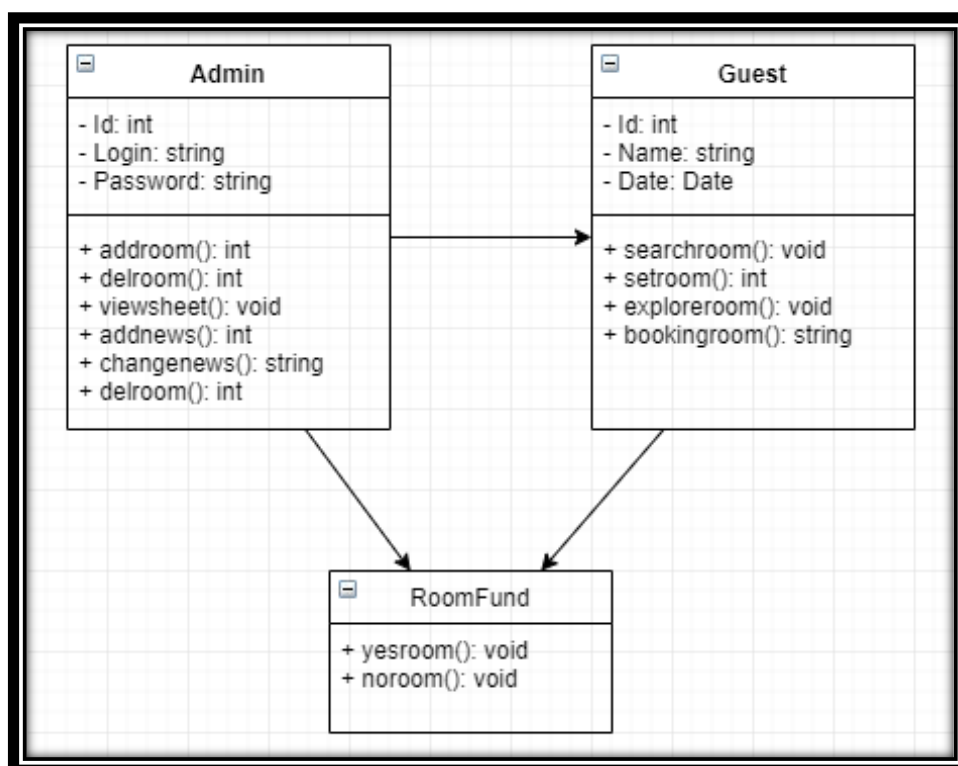 Admin
- Id: int
- Login: string
- Password: string
+ addroom(): int
+ delroom(): int
+ viewsheet(): void
+ addnews(): int
+ changenews(): string
+ delroom(): int
Guest
- Id: int
- Name: string
- Date: Date
+ searchroom(): void
+ setroom(): int
+ exploreroom(): void
+ bookingroom(): string
RoomFund
+ yesroom(): void
+ noroom(): void